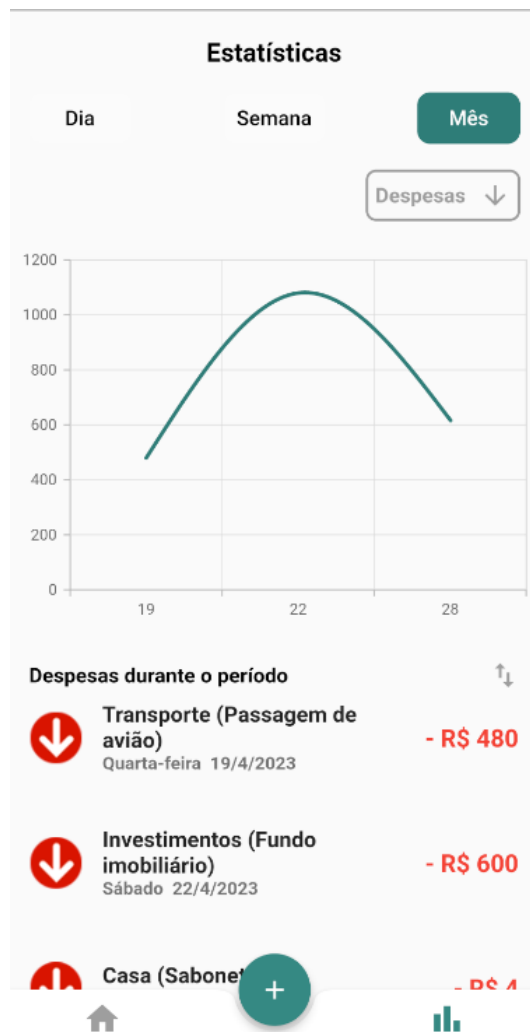 Estatísticas
Dia Semana Mês
Despesas
1200
1000
800
600
400
200
0
19 22 28
Despesas durante o período
Transporte (Passagem de
avião)
- R$ 480
Quarta-feira 19/4/2023
Investimentos (Fundo
imobiliário)
- R$ 600
Sábado 22/4/2023
Casa
+